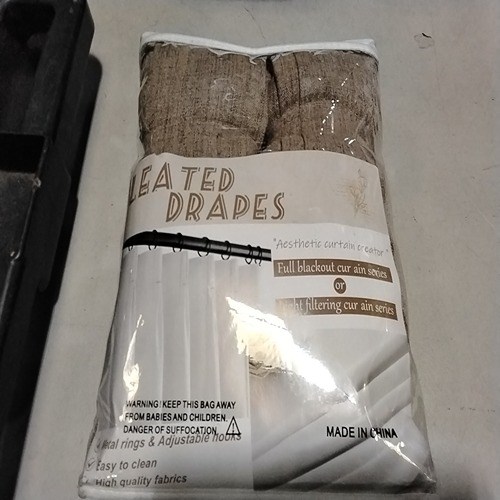 LEATED
DRAPES
"Aesthetic curtain creator"
Full blackout cur ain series
or
ht filtering cur ain series
WARNING! KEEP THIS BAG AWAY
FROM BABIES AND CHILDREN
DANGER OF SUFFOCATION
MADE IN CHINA
etal rings & Adjustable hooks
Easy to clean
High quality fabrics